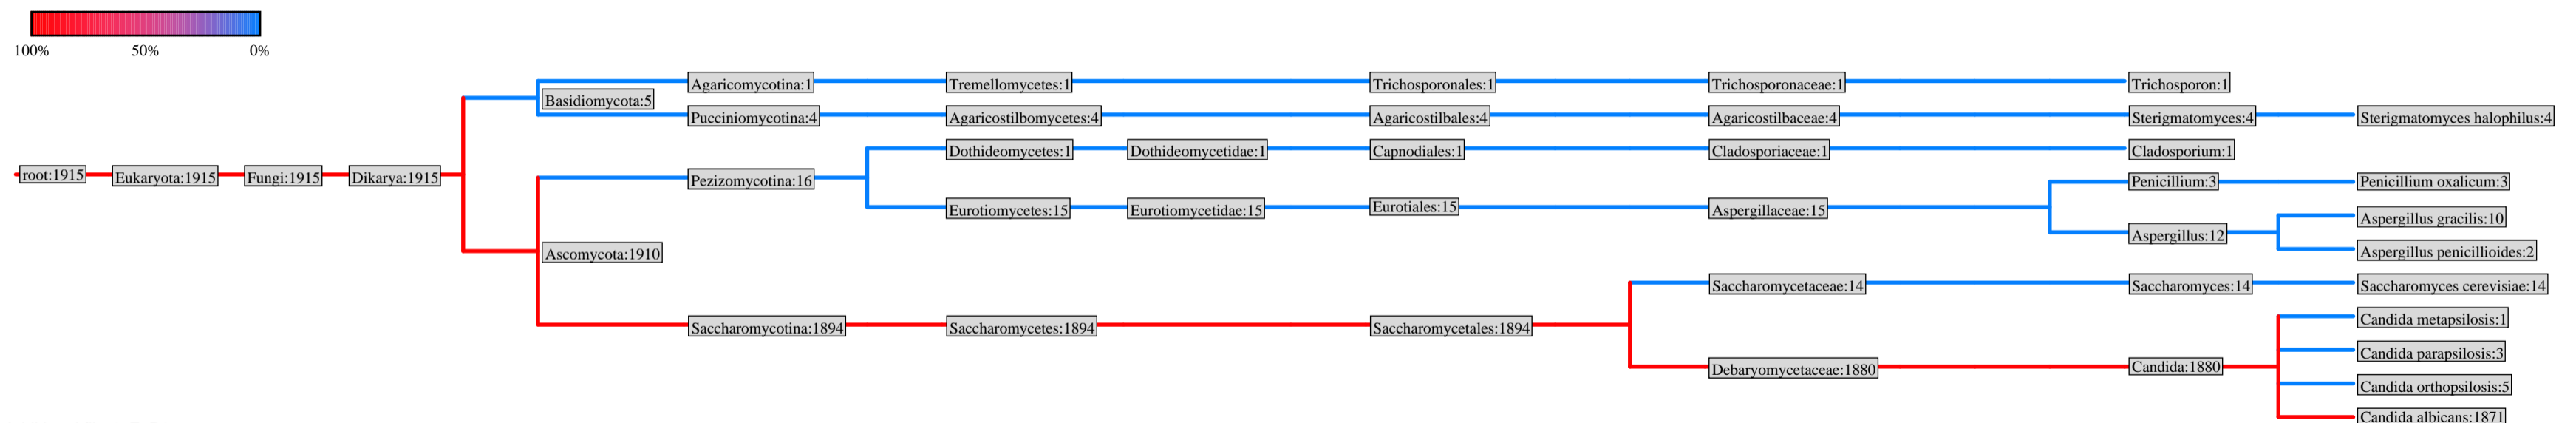 100% 50% 0%
Agaricomycotina:1 Tremellomycetes:1 Trichosporonales:1 Trichosporonaceae:1 Trichosporon:1
Basidiomycota:5
Pucciniomycotina:4 Agaricostilbomycetes:4 Agaricostilbales:4 Agaricostilbaceae:4 Sterigmatomyces:4 Sterigmatomyces halophilus:4
Dothideomycetes:1 Dothideomycetidae:1 Capnodiales:1 Cladosporiaceae:1 Cladosporium:1
root:1915 Eukaryota:1915 Fungi:1915 Dikarya:1915
Pezizomycotina:16 Penicillium:3 Penicillium oxalicum:3
Eurotiomycetes:15 Eurotiomycetidae:15 Eurotiales:15 Aspergillaceae:15
Aspergillus gracilis:10
Aspergillus:12
Ascomycota:1910 Aspergillus penicillioides:2
Saccharomycetaceae:14 Saccharomyces:14 Saccharomyces cerevisiae:14
Saccharomycotina:1894 Saccharomycetes:1894 Saccharomycetales:1894 Candida metapsilosis:1
Candida parapsilosis:3
Debaryomycetaceae:1880 Candida:1880
Candida orthopsilosis:5
Candida albicans:1871